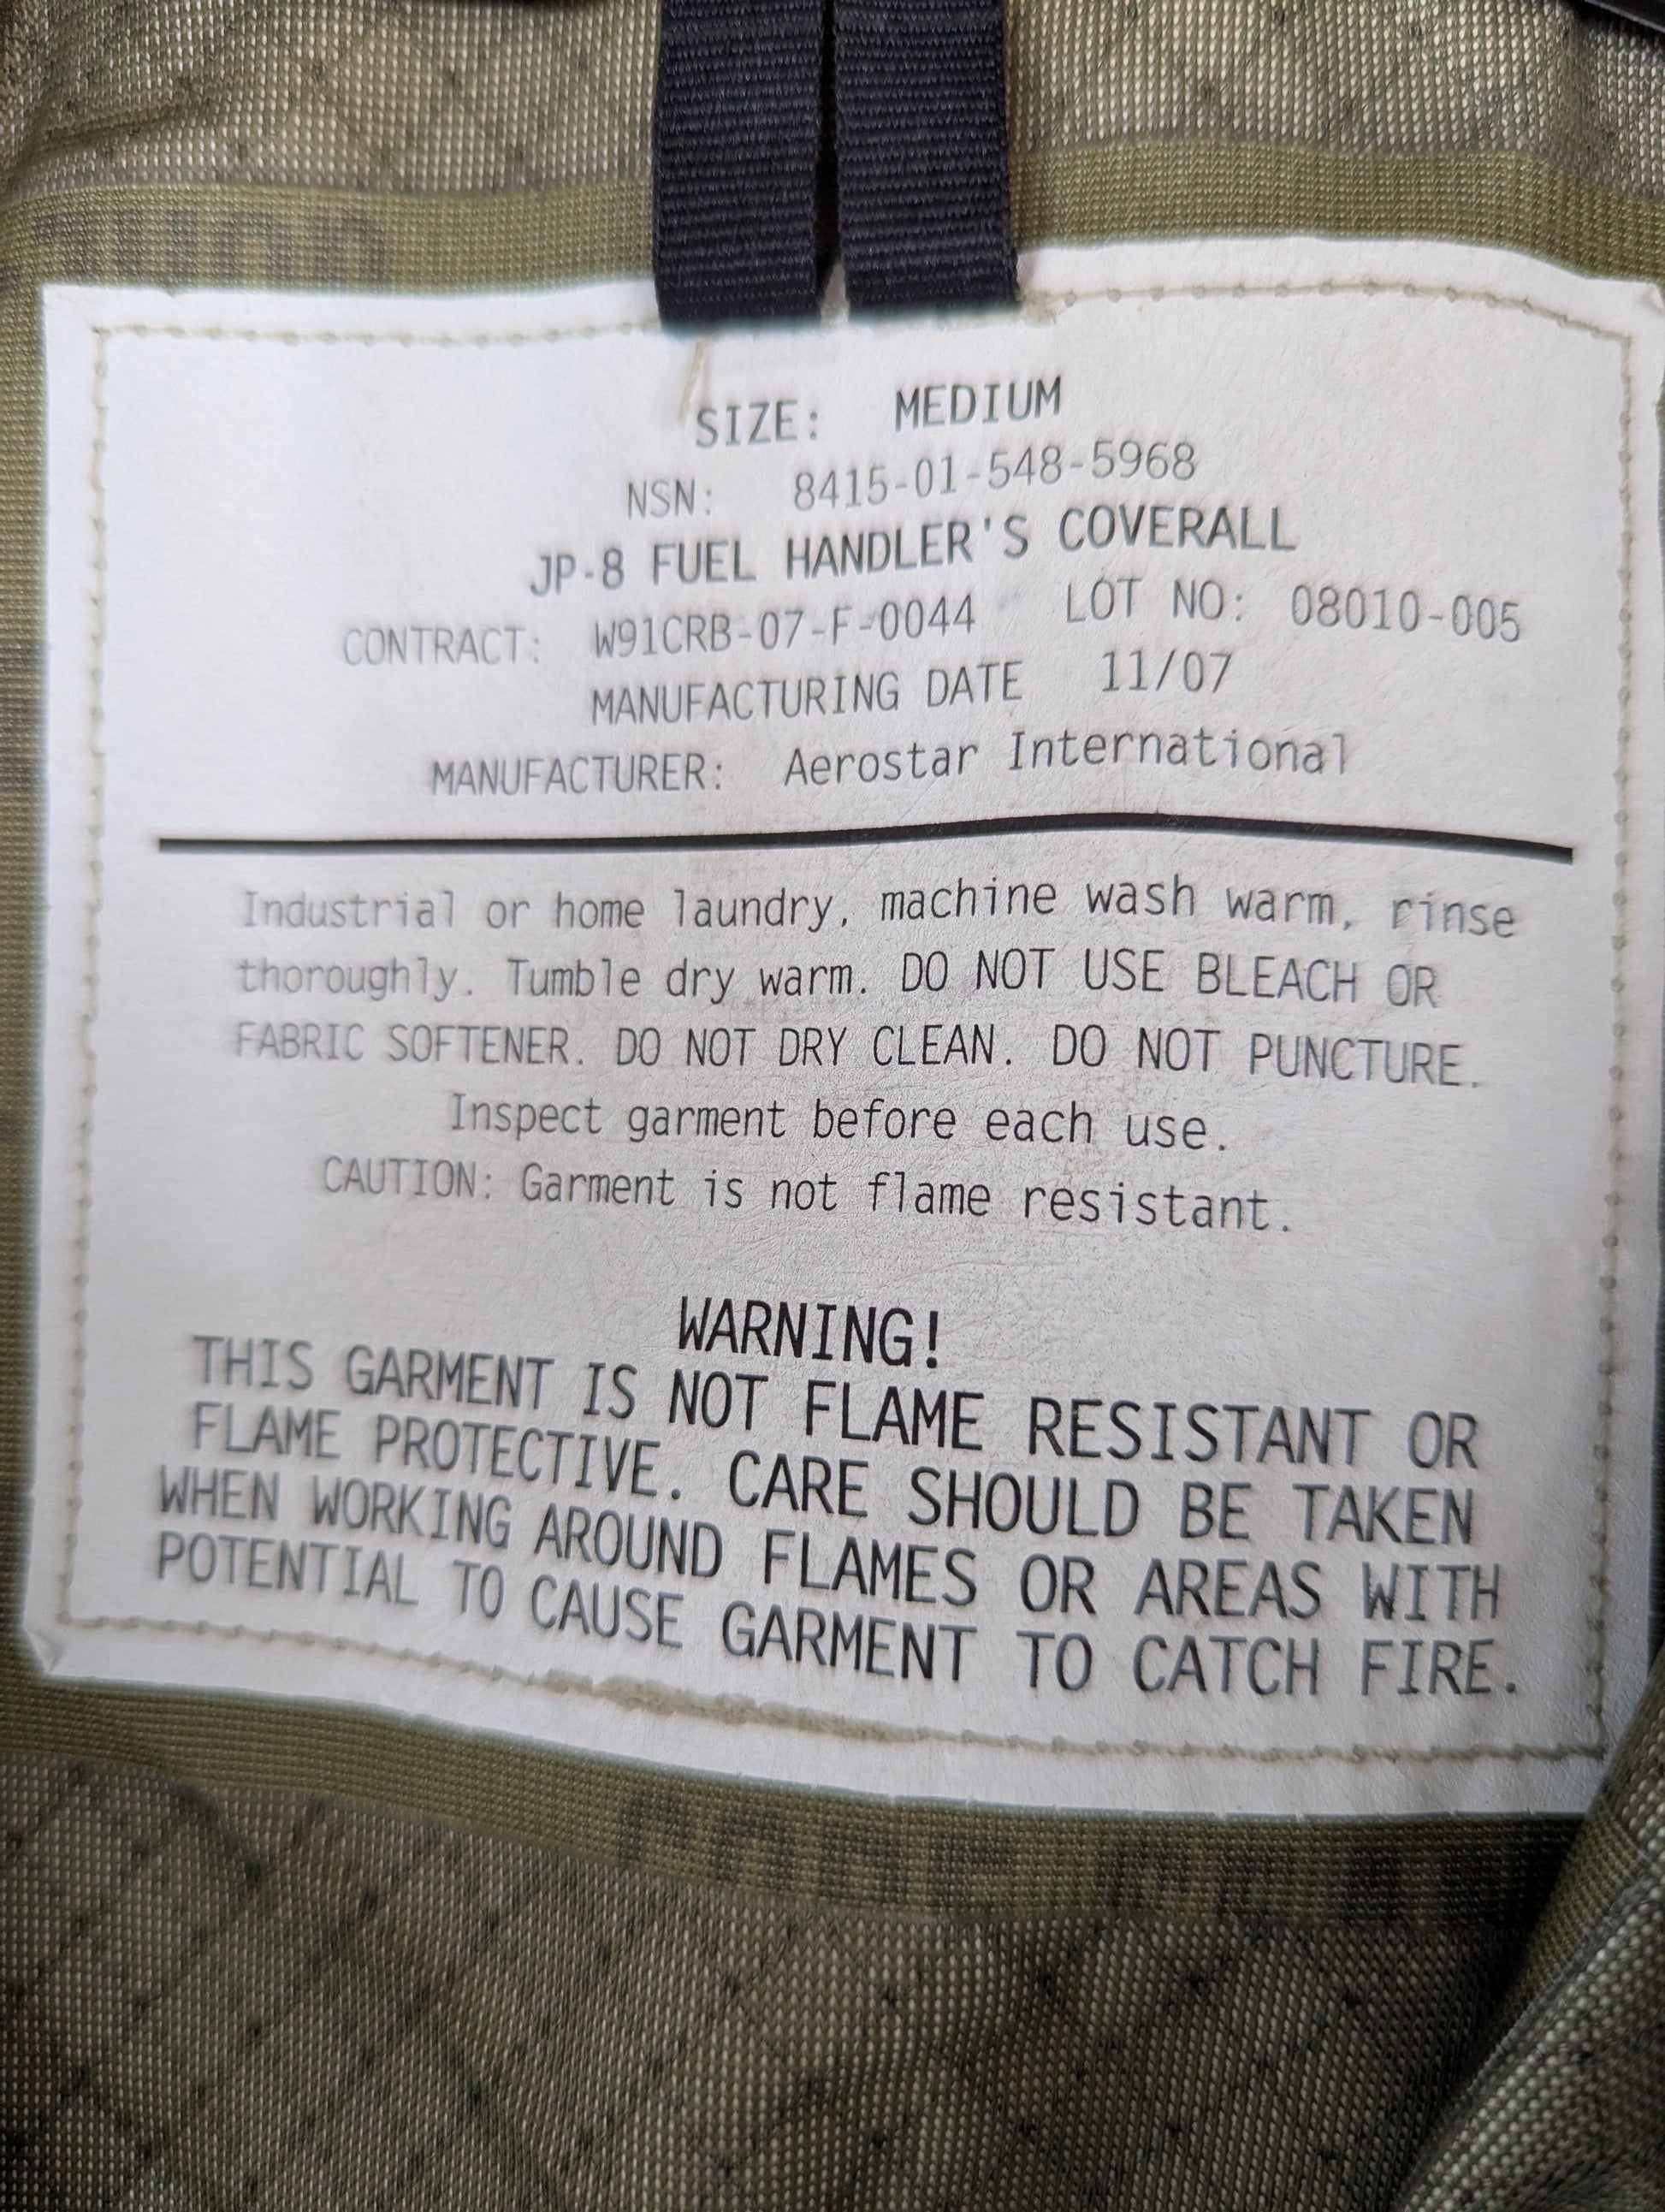 SIZE: MEDIUM
NSN: 8415-01-548-5968
JP-8 FUEL HANDLER'S COVERALL
CONTRACT: W91CRB-07-F-0044 LOT NO: 08010-005
MANUFACTURING DATE 11/07
MANUFACTURER: Aerostar International
Industrial or home laundry, machine wash warm, rinse
thoroughly. Tumble dry warm. DO NOT USE BLEACH OR
FABRIC SOFTENER. DO NOT DRY CLEAN. DO NOT PUNCTURE.
Inspect garment before each use.
CAUTION: Garment is not flame resistant.
WARNING!
THIS GARMENT IS NOT FLAME RESISTANT OR
FLAME PROTECTIVE. CARE SHOULD BE TAKEN
WHEN WORKING AROUND FLAMES OR AREAS WITH
POTENTIAL TO CAUSE GARMENT TO CATCH FIRE.